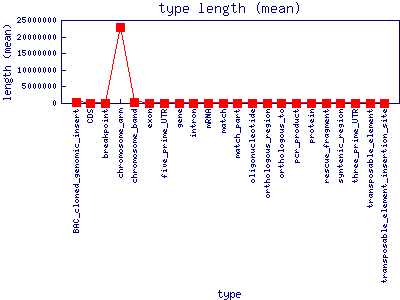 type length (mean)
length (mean)
25000000
20000000
15000000
10000000
5000000
0
BAC_cloned_genomic_insert
CDS
breakpoint
chromosome_arm
chromosome_band
exon
five_prime_UTR
gene
intron
mRNA
match
match_part
oligonucleotide
orthologous_region
orthologous_to
pcr_product
protein
rescue_fragment
syntenic_region
three_prime_UTR
transposable_element
transposable_element_insertion_site
type